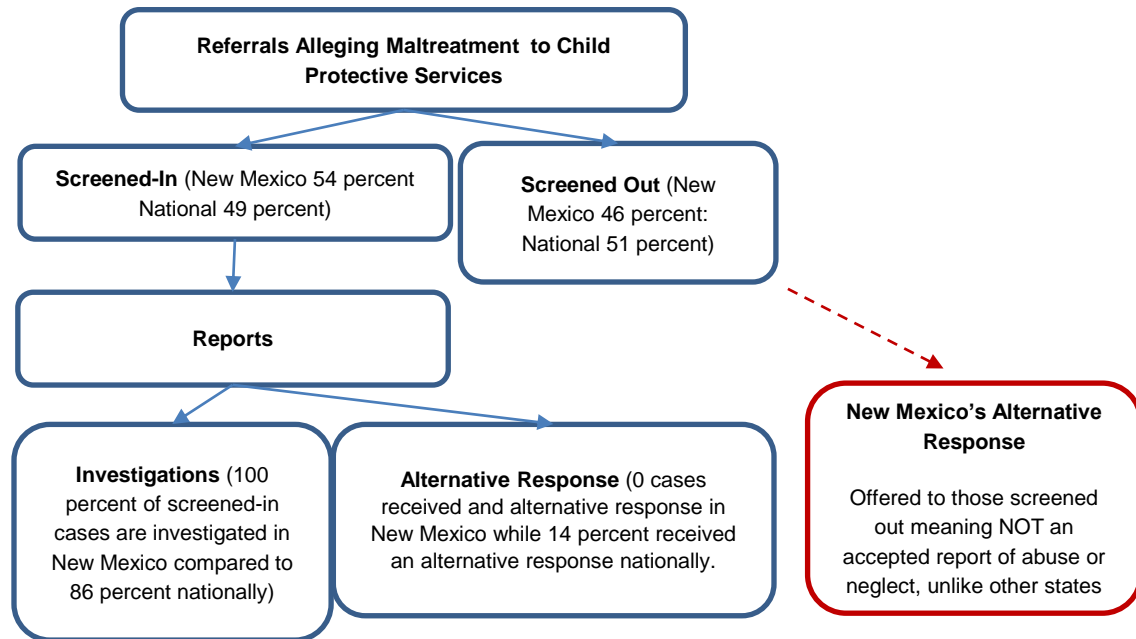 Referrals Alleging Maltreatment to Child
Protective Services
Screened-In (New Mexico 54 percent
National 49 percent)
Screened Out (New
Mexico 46 percent:
National 51 percent)
Reports
Investigations (100
percent of screened-in
cases are investigated in
New Mexico compared to
86 percent nationally)
Alternative Response (0 cases
received and alternative response in
New Mexico while 14 percent received
an alternative response nationally.
New Mexico’s Alternative
Response
Offered to those screened
out meaning NOT an
accepted report of abuse or
neglect, unlike other states